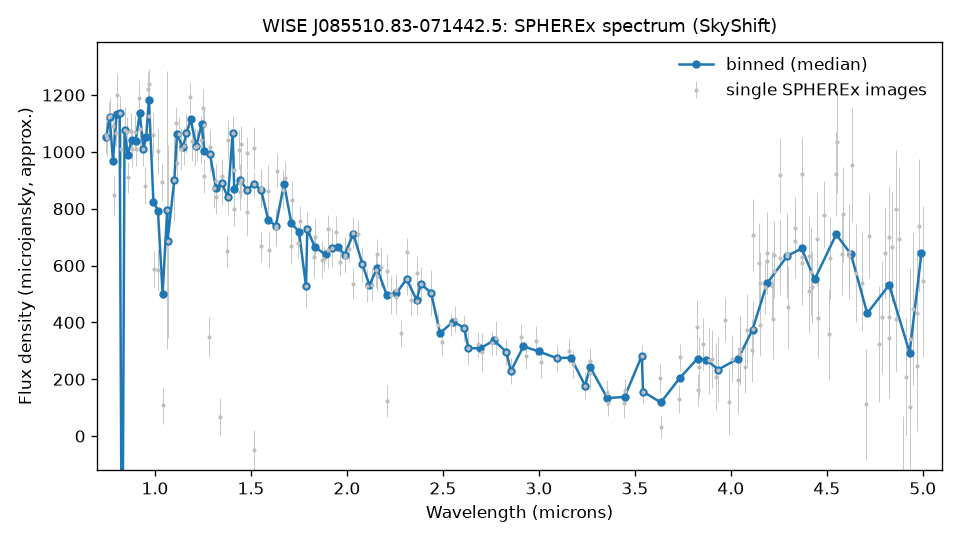 WISE J085510.83-071442.5: SPHEREx spectrum (SkyShift)
binned (median)
single SPHEREx images
Flux density (microjansky, approx.)
1200
1000
800
600
400
200
0
1.0 1.5 2.0 2.5 3.0 3.5 4.0 4.5 5.0
Wavelength (microns)